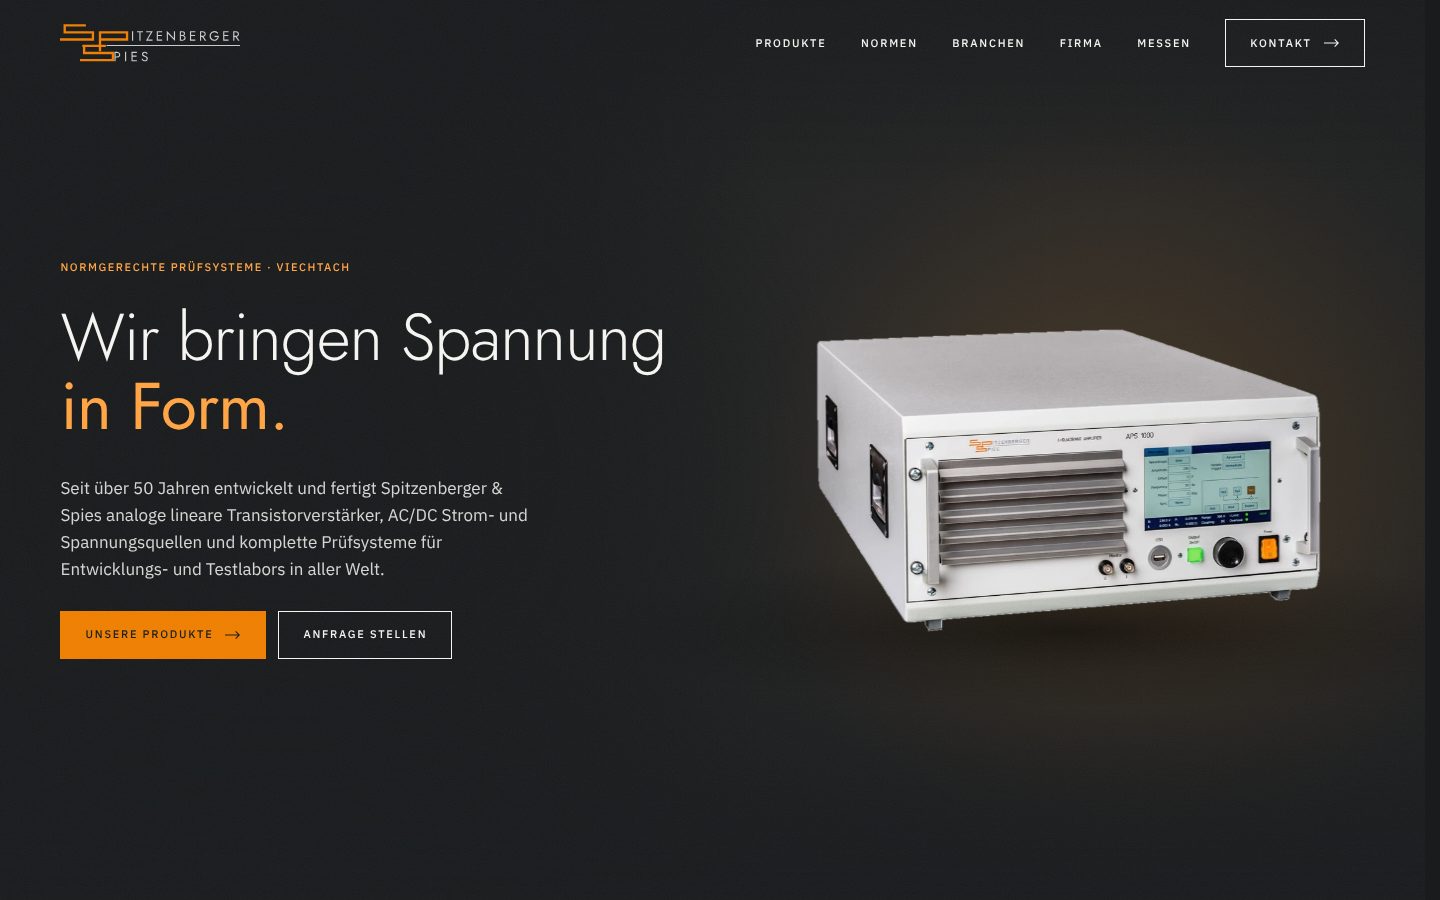 SPITZENBERGER
SPIES
PRODUKTE
NORMEN
BRANCHEN
FIRMA
MESSEN
KONTAKT →
NORMGERECHTE PRÜFSYSTEME · VIECHTACH
Wir bringen Spannung
in Form.
Seit über 50 Jahren entwickelt und fertigt Spitzenberger &
Spies analoge lineare Transistorverstärker, AC/DC Strom- und
Spannungsquellen und komplette Prüfsysteme für
Entwicklungs- und Testlabors in aller Welt.
UNSERE PRODUKTE →
ANFRAGE STELLEN
APS 1000